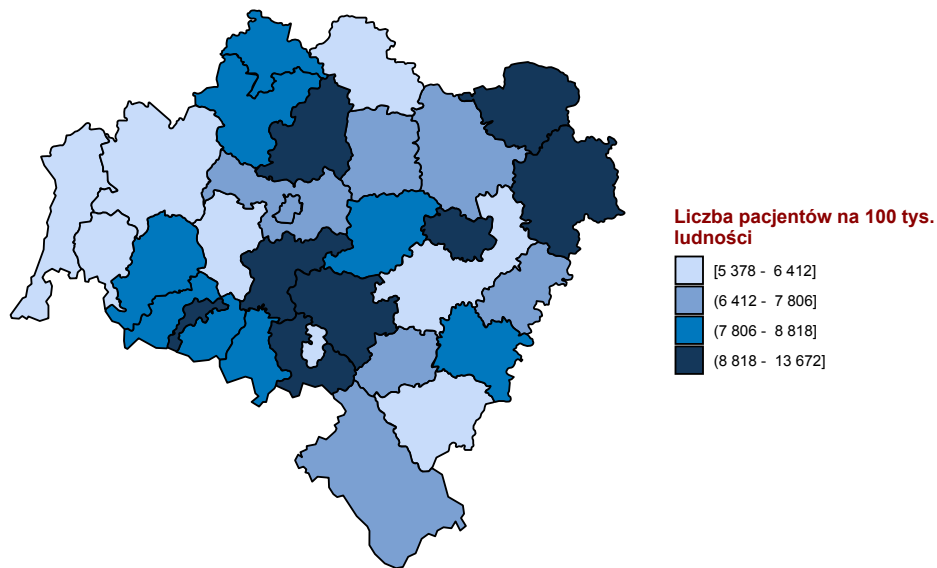 Liczba pacjentów na 100 tys.
ludności
[5 378 - 6 412]
(6 412 - 7 806]
(7 806 - 8 818]
(8 818 - 13 672]